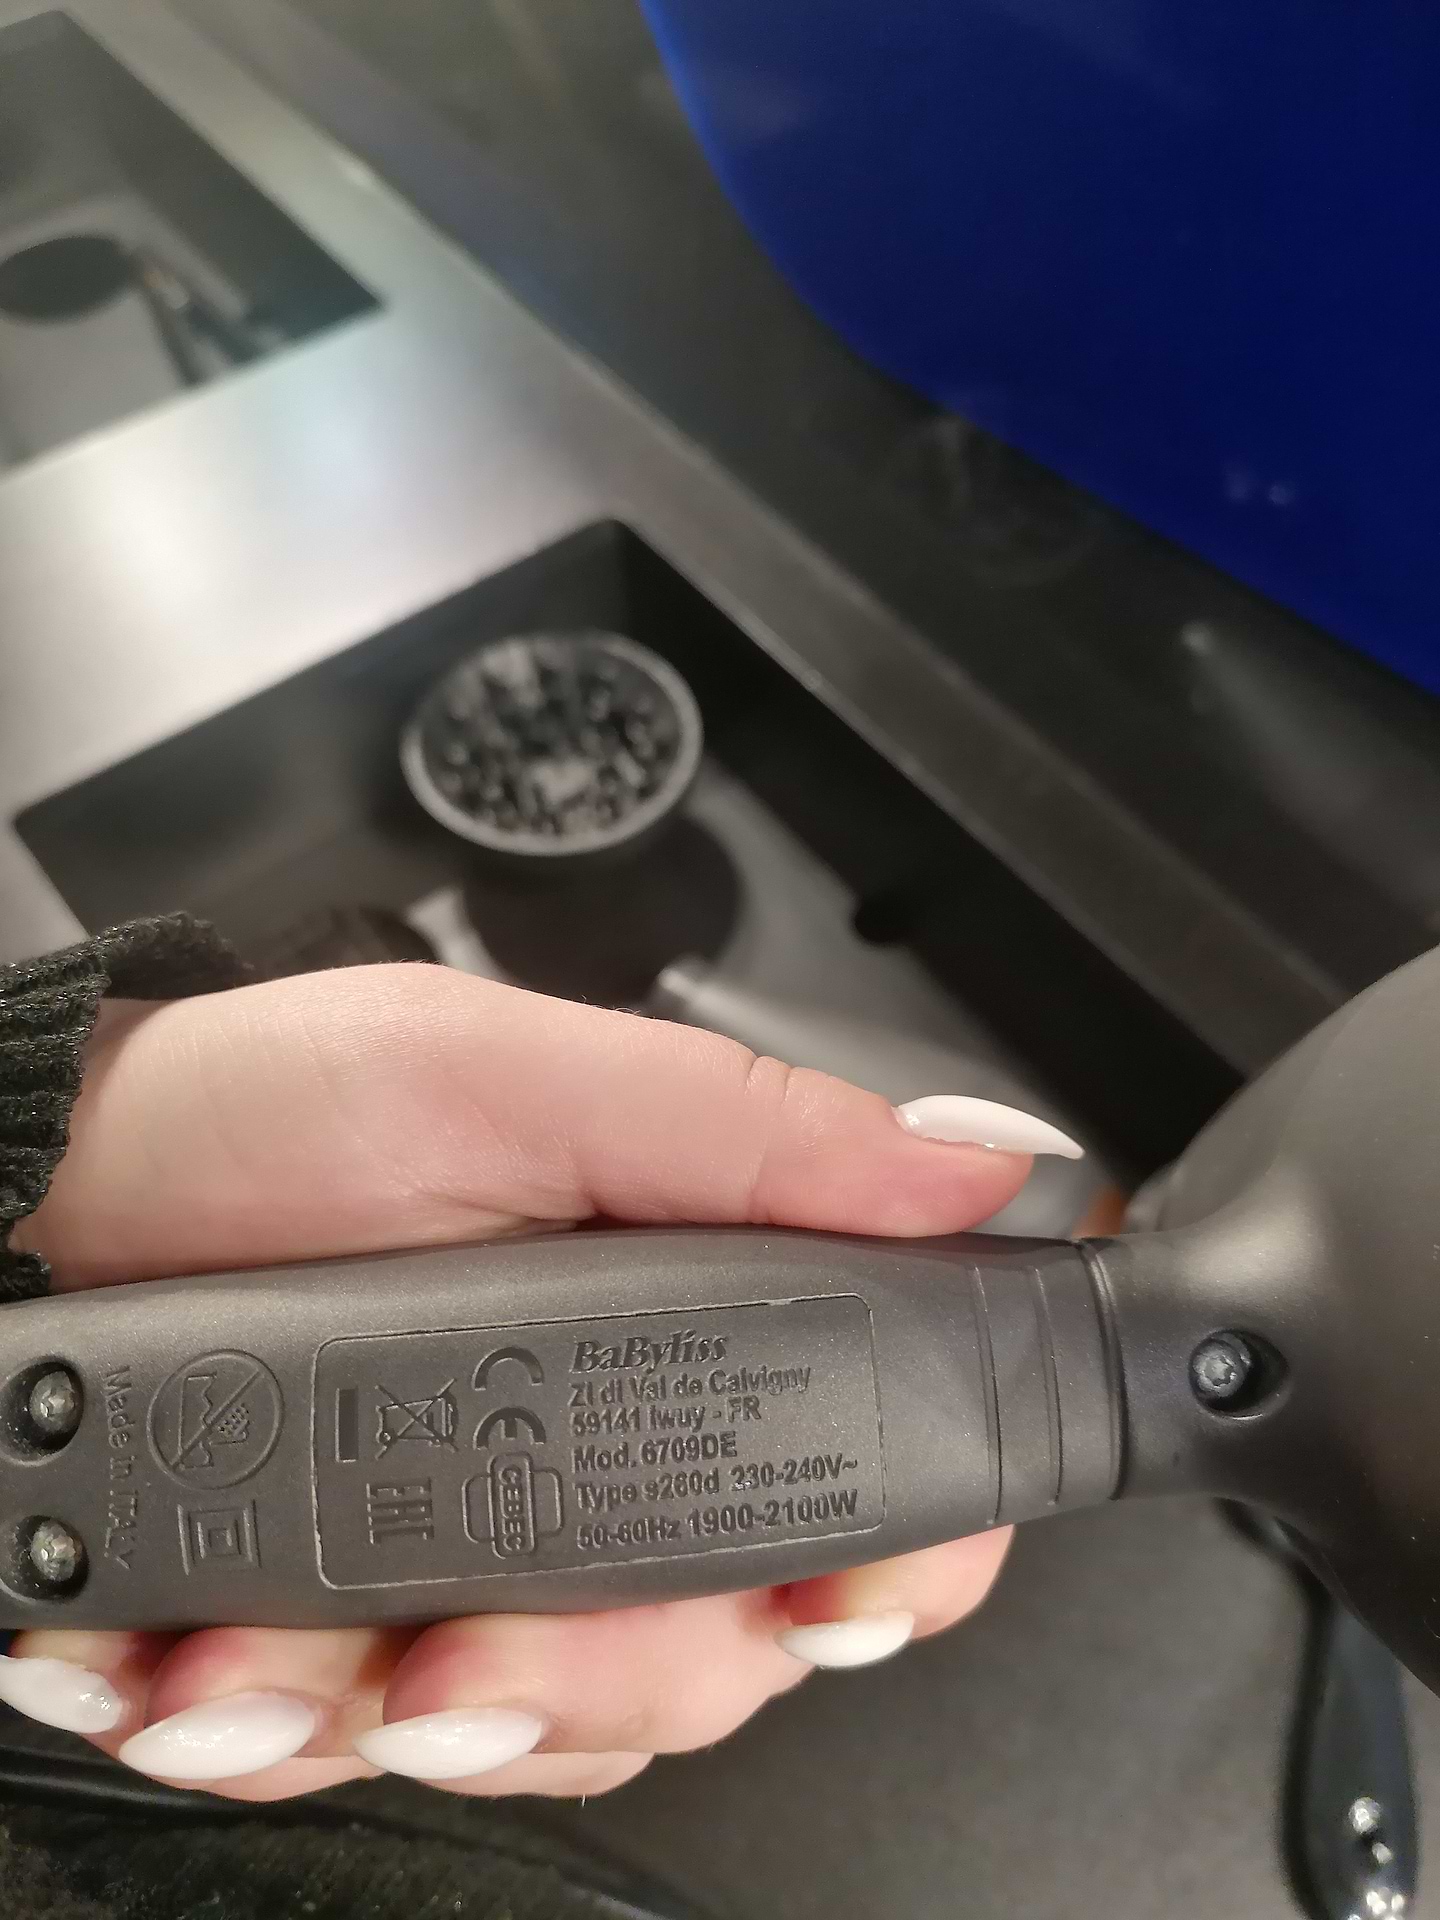 BaByliss
ZI di Val de Calvigny
59141 Iwuy - FR
Mod. 6709DE
Type s260d 230-240V~
50-60Hz 1900-2100W
CE
CEBEC
EAC
Made in ITALY